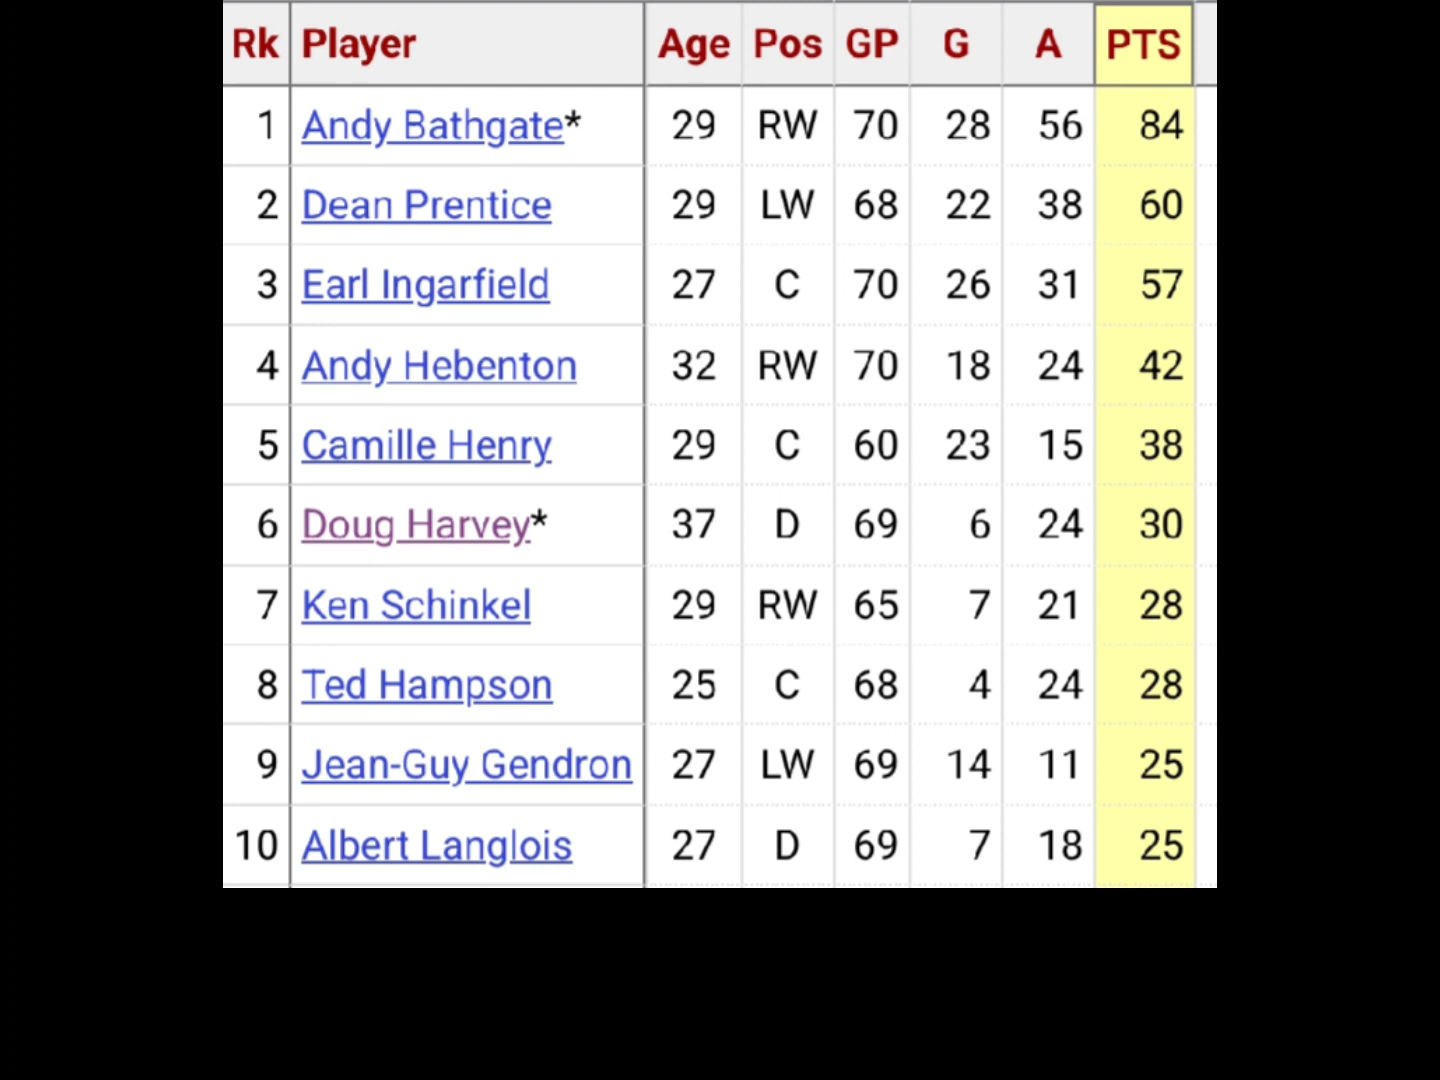 Rk Player Age Pos GP G A PTS
1 Andy Bathgate* 29 RW 70 28 56 84
2 Dean Prentice 29 LW 68 22 38 60
3 Earl Ingarfield 27 C 70 26 31 57
4 Andy Hebenton 32 RW 70 18 24 42
5 Camille Henry 29 C 60 23 15 38
6 Doug Harvey* 37 D 69 6 24 30
7 Ken Schinkel 29 RW 65 7 21 28
8 Ted Hampson 25 C 68 4 24 28
9 Jean-Guy Gendron 27 LW 69 14 11 25
10 Albert Langlois 27 D 69 7 18 25